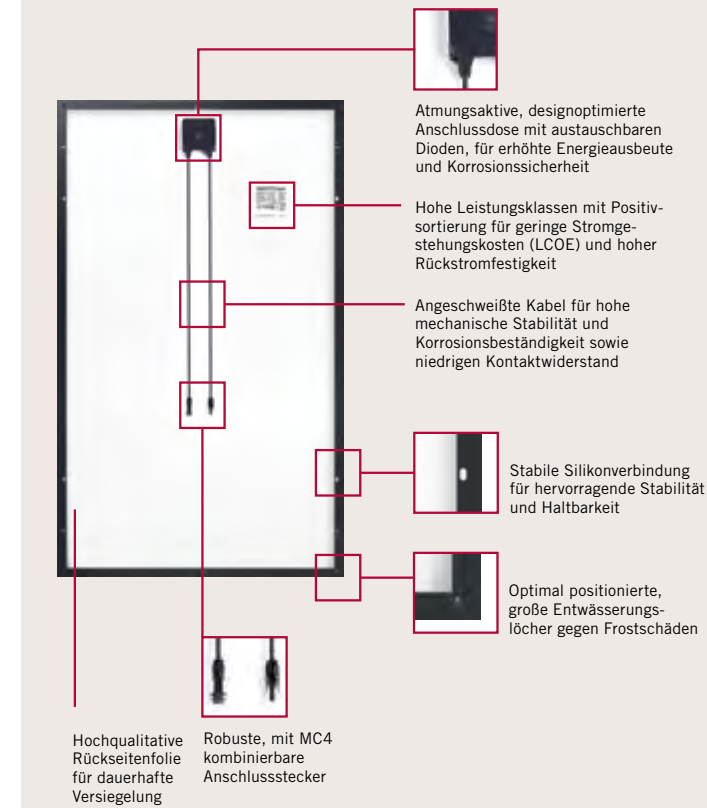 Atmungsaktive, designoptimierte
Anschlussdose mit austauschbaren
Dioden, für erhöhte Energieausbeute
und Korrosionssicherheit
Hohe Leistungsklassen mit Positiv-
sortierung für geringe Stromge-
stehungskosten (LCOE) und hoher
Rückstromfestigkeit
Angeschweißte Kabel für hohe
mechanische Stabilität und
Korrosionsbeständigkeit sowie
niedrigen Kontaktwiderstand
Stabile Silikonverbindung
für hervorragende Stabilität
und Haltbarkeit
Optimal positionierte,
große Entwässerungs-
löcher gegen Frostschäden
Hochqualitative
Rückseitenfolie
für dauerhafte
Versiegelung
Robuste, mit MC4
kombinierbare
Anschlussstecker